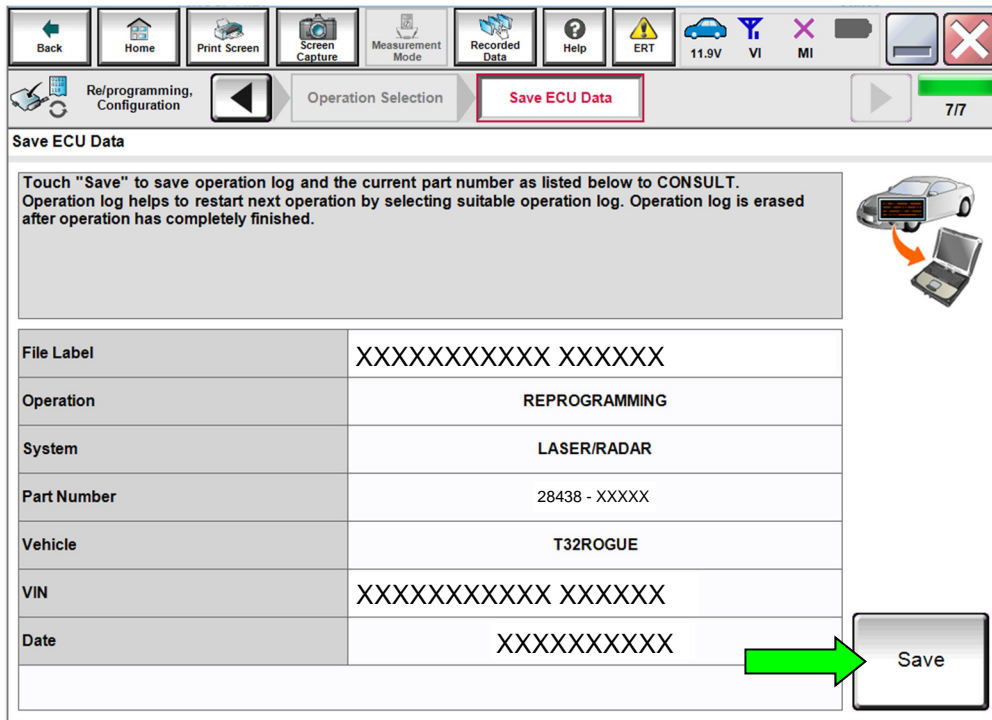 Back
Home
Print Screen
Screen Capture
Measurement Mode
Recorded Data
Help
ERT
11.9V
VI
MI
Re/programming, Configuration
Operation Selection
Save ECU Data
7/7
Save ECU Data
Touch "Save" to save operation log and the current part number as listed below to CONSULT.
Operation log helps to restart next operation by selecting suitable operation log. Operation log is erased
after operation has completely finished.
File Label XXXXXXXXXXX XXXXXX
Operation REPROGRAMMING
System LASER/RADAR
Part Number 28438 - XXXXX
Vehicle T32ROGUE
VIN XXXXXXXXXXX XXXXXX
Date XXXXXXXXXX
Save